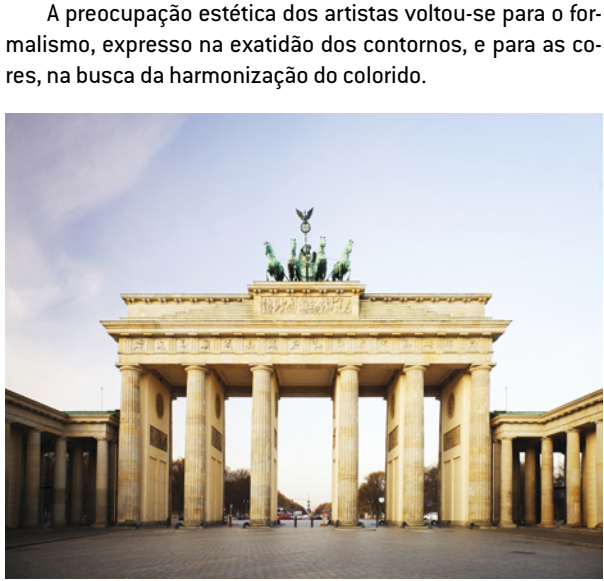 A preocupação estética dos artistas voltou-se para o for-
malismo, expresso na exatidão dos contornos, e para as co-
res, na busca da harmonização do colorido.